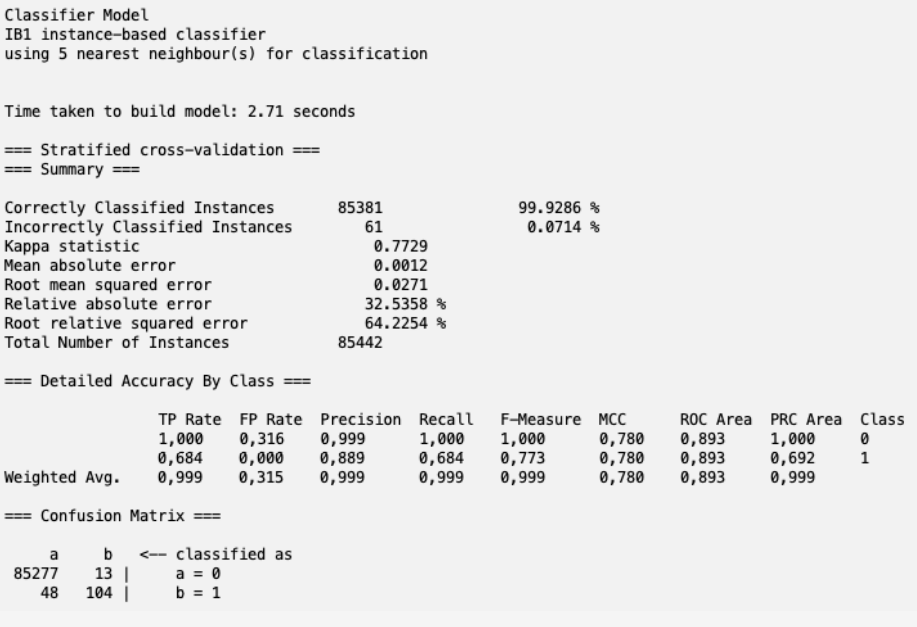 Classifier Model
IB1 instance-based classifier
using 5 nearest neighbour(s) for classification
Time taken to build model: 2.71 seconds
=== Stratified cross-validation ===
=== Summary ===
Correctly Classified Instances 85381 99.9286 %
Incorrectly Classified Instances 61 0.0714 %
Kappa statistic 0.7729
Mean absolute error 0.0012
Root mean squared error 0.0271
Relative absolute error 32.5358 %
Root relative squared error 64.2254 %
Total Number of Instances 85442
=== Detailed Accuracy By Class ===
TP Rate FP Rate Precision Recall F-Measure MCC ROC Area PRC Area Class
1,000 0,316 0,999 1,000 1,000 0,780 0,893 1,000 0
0,684 0,000 0,889 0,684 0,773 0,780 0,893 0,692 1
Weighted Avg. 0,999 0,315 0,999 0,999 0,999 0,780 0,893 0,999
=== Confusion Matrix ===
a b <-- classified as
85277 13 | a = 0
48 104 | b = 1